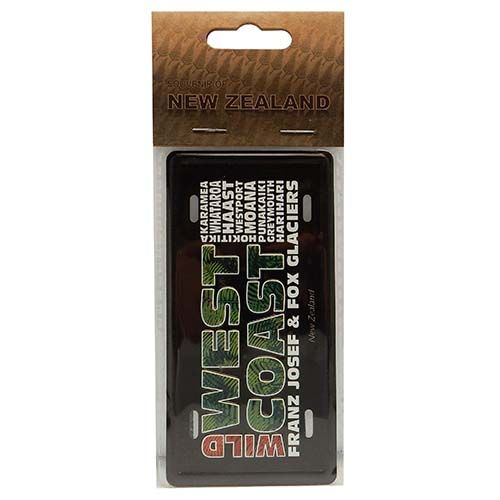 SOUVENIR OF
NEW ZEALAND
KARAMEA
WHATAROA
HAAST
WESTPORT
HOKITIKA
MOANA
PUNAKAIKI
GREYMOUTH
HARIHARI
WILD
WEST
COAST
FRANZ JOSEF & FOX GLACIERS
New Zealand